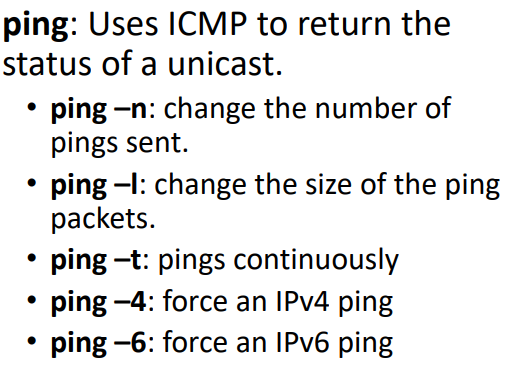 ping: Uses ICMP to return the
status of a unicast.
• ping –n: change the number of
pings sent.
• ping –l: change the size of the ping
packets.
• ping –t: pings continuously
• ping –4: force an IPv4 ping
• ping –6: force an IPv6 ping